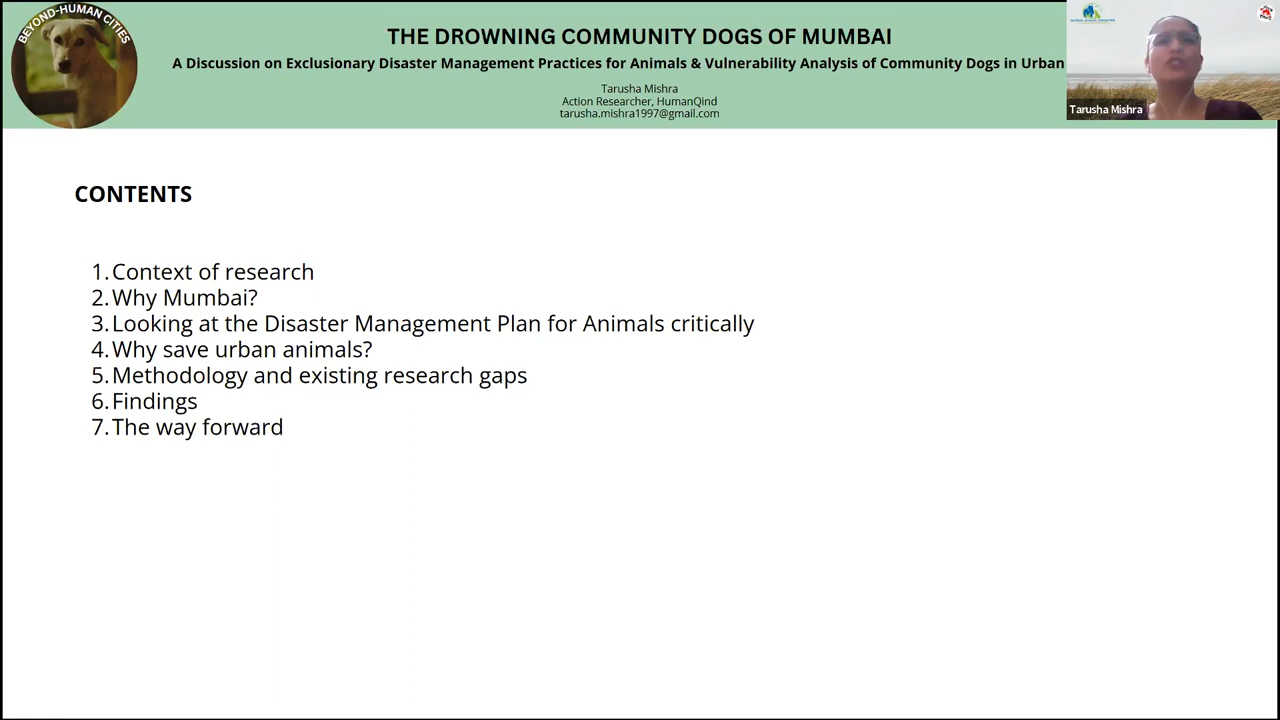 BEYOND-HUMAN CITIES
THE DROWNING COMMUNITY DOGS OF MUMBAI
A Discussion on Exclusionary Disaster Management Practices for Animals & Vulnerability Analysis of Community Dogs in Urban
Tarusha Mishra
Action Researcher, HumanQind
tarusha.mishra1997@gmail.com
GLOBAL ANIMAL DISASTER
Tarusha Mishra
CONTENTS
1. Context of research
2. Why Mumbai?
3. Looking at the Disaster Management Plan for Animals critically
4. Why save urban animals?
5. Methodology and existing research gaps
6. Findings
7. The way forward